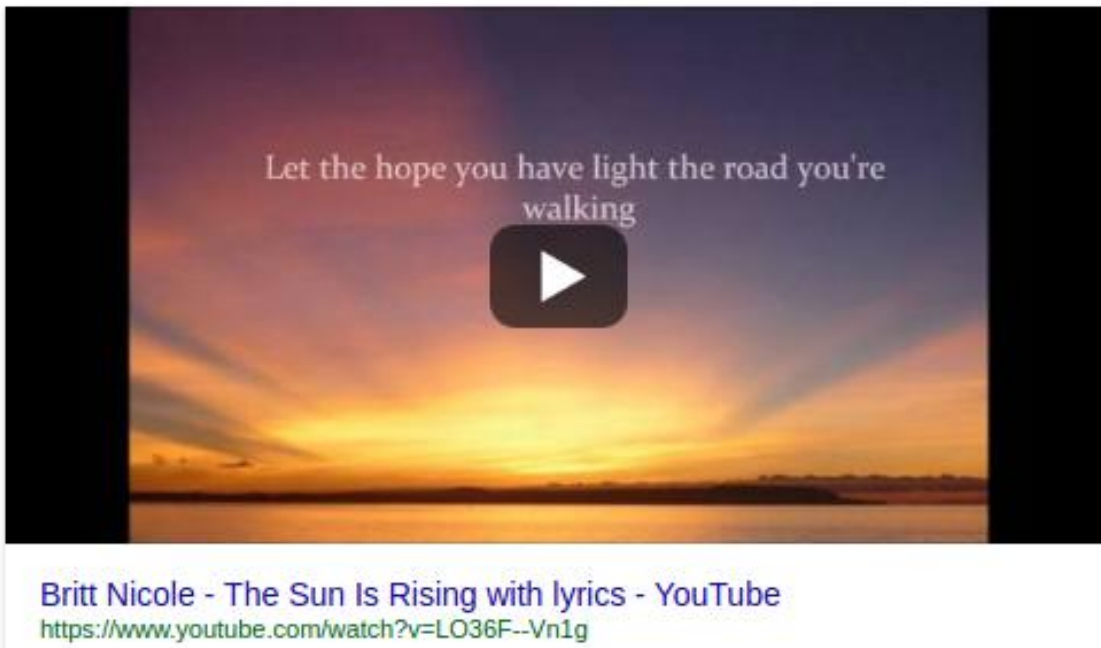 Let the hope you have light the road you're
walking
Britt Nicole - The Sun Is Rising with lyrics - YouTube
https://www.youtube.com/watch?v=LO36F--Vn1g